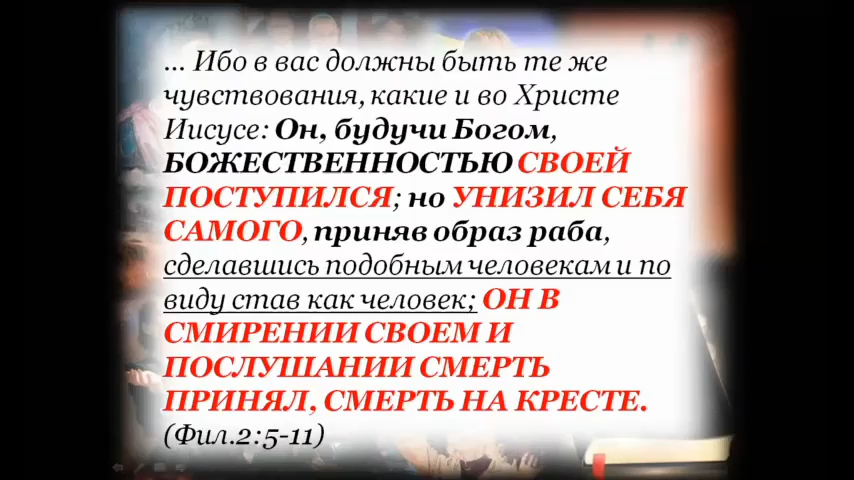 ... Ибо в вас должны быть те же
чувствования, какие и во Христе
Иисусе: Он, будучи Богом,
БОЖЕСТВЕННОСТЬЮ СВОЕЙ
ПОСТУПИЛСЯ; но УНИЗИЛ СЕБЯ
САМОГО, приняв образ раба,
сделавшись подобным человекам и по
виду став как человек; ОН В
СМИРЕНИИ СВОЕМ И
ПОСЛУШАНИИ СМЕРТЬ
ПРИНЯЛ, СМЕРТЬ НА КРЕСТЕ.
(Фил.2:5-11)